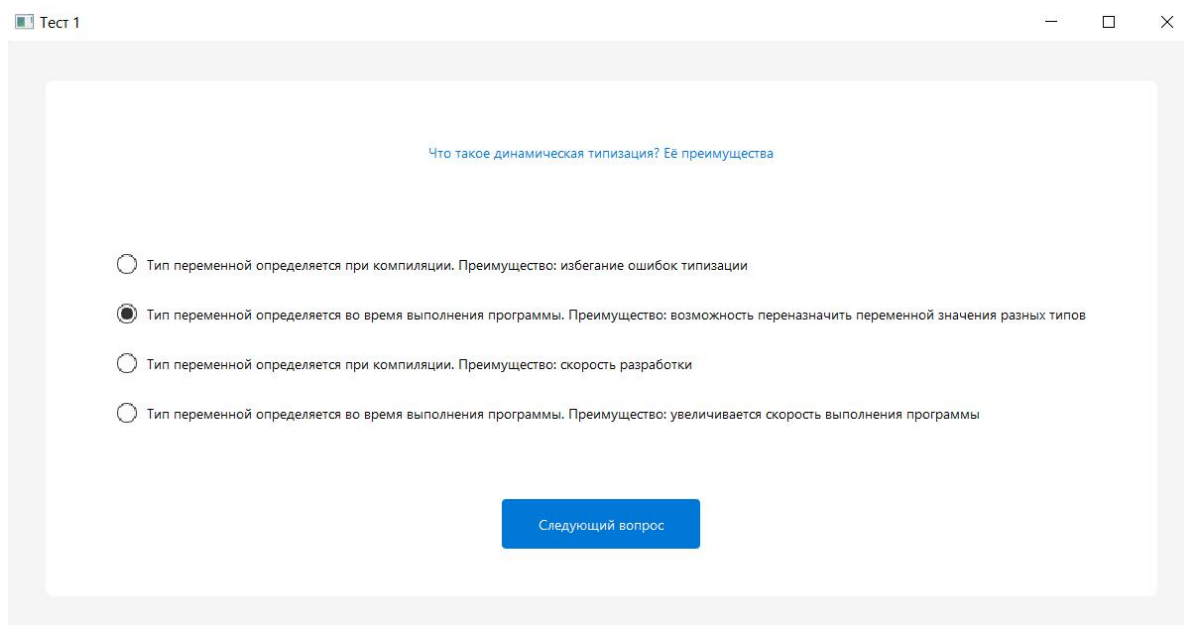 Тест 1
Что такое динамическая типизация? Её преимущества
Тип переменной определяется при компиляции. Преимущество: избегание ошибок типизации
Тип переменной определяется во время выполнения программы. Преимущество: возможность переназначить переменной значения разных типов
Тип переменной определяется при компиляции. Преимущество: скорость разработки
Тип переменной определяется во время выполнения программы. Преимущество: увеличивается скорость выполнения программы
Следующий вопрос